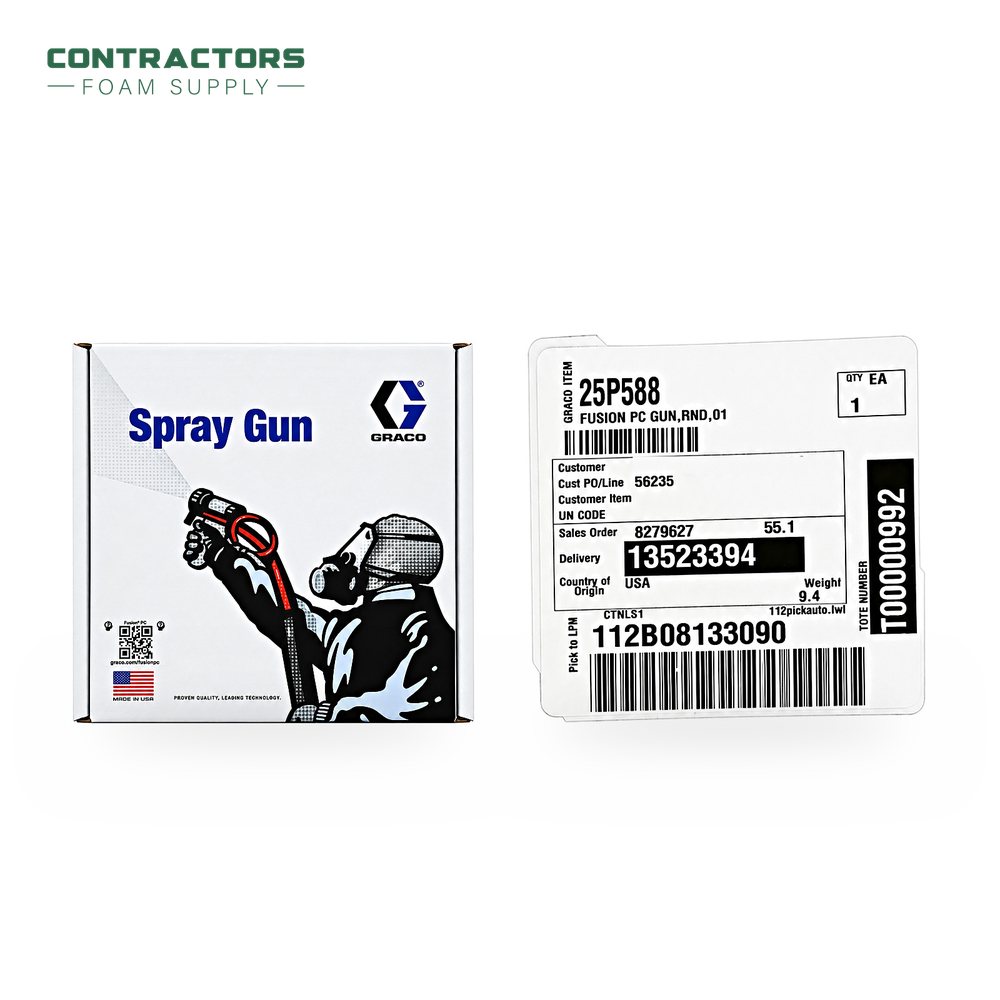 CONTRACTORS
FOAM SUPPLY
Spray Gun
GRACO
Fusion® PC
graco.com/fusionpc
MADE IN USA
PROVEN QUALITY, LEADING TECHNOLOGY.
GRACO ITEM
25P588
FUSION PC GUN,RND,01
QTY EA
1
Customer
Cust PO/Line 56235
Customer Item
UN CODE
Sales Order 8279627 55.1
Delivery 13523394
Country of Origin USA
Weight
9.4
CTNLS1 112pickauto.lwl
Pick to LPM
112B08133090
TOTE NUMBER
T00000992